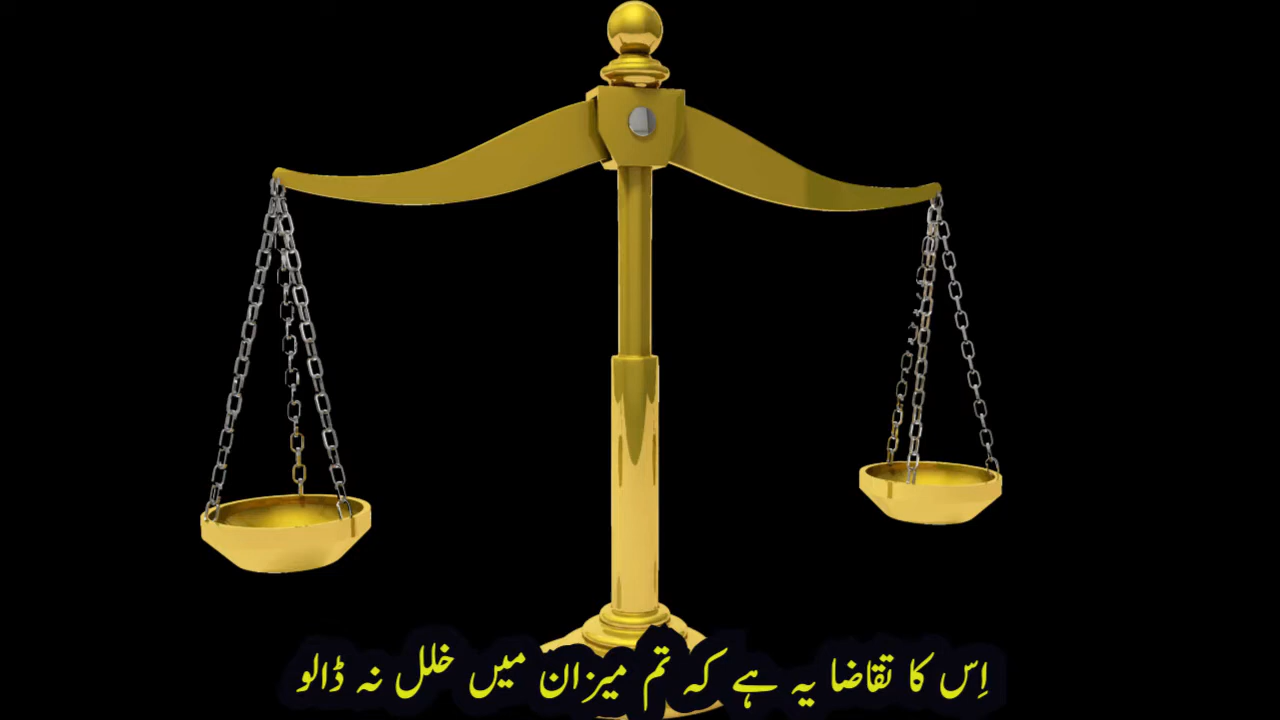 اِس کا تقاضا یہ ہے کہ تم میزان میں خلل نہ ڈالو